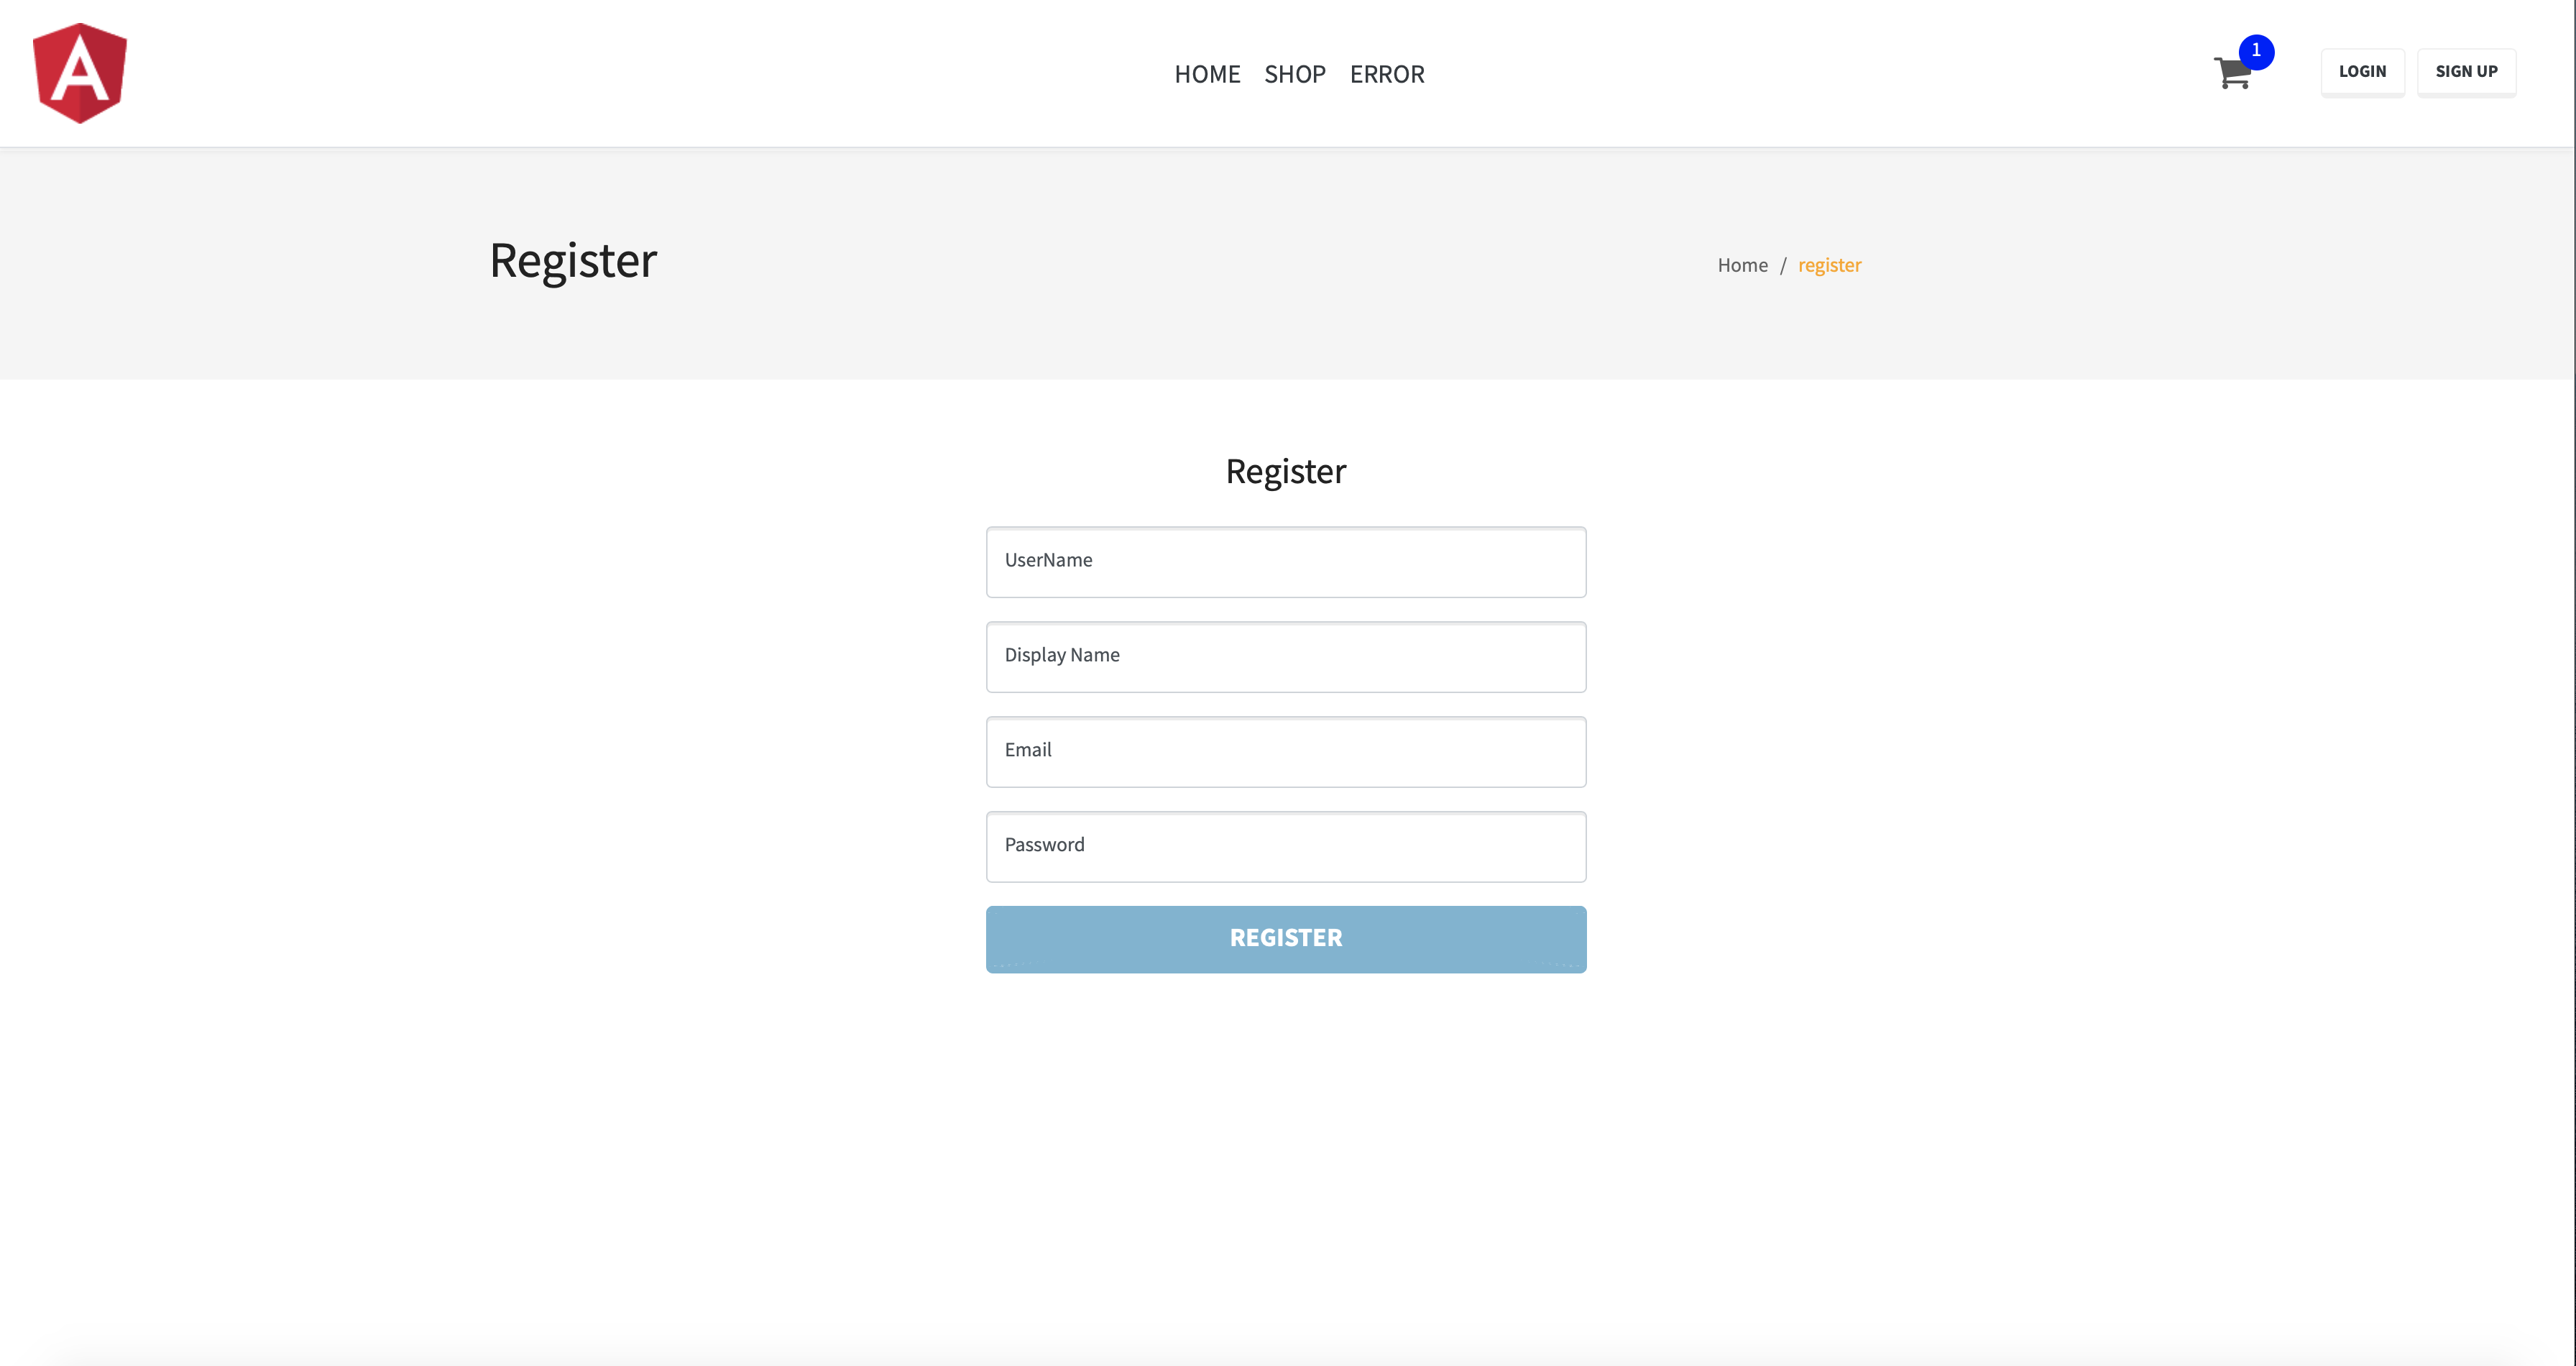 HOME SHOP ERROR
1
LOGIN
SIGN UP
Register
Home / register
Register
UserName
Display Name
Email
Password
REGISTER